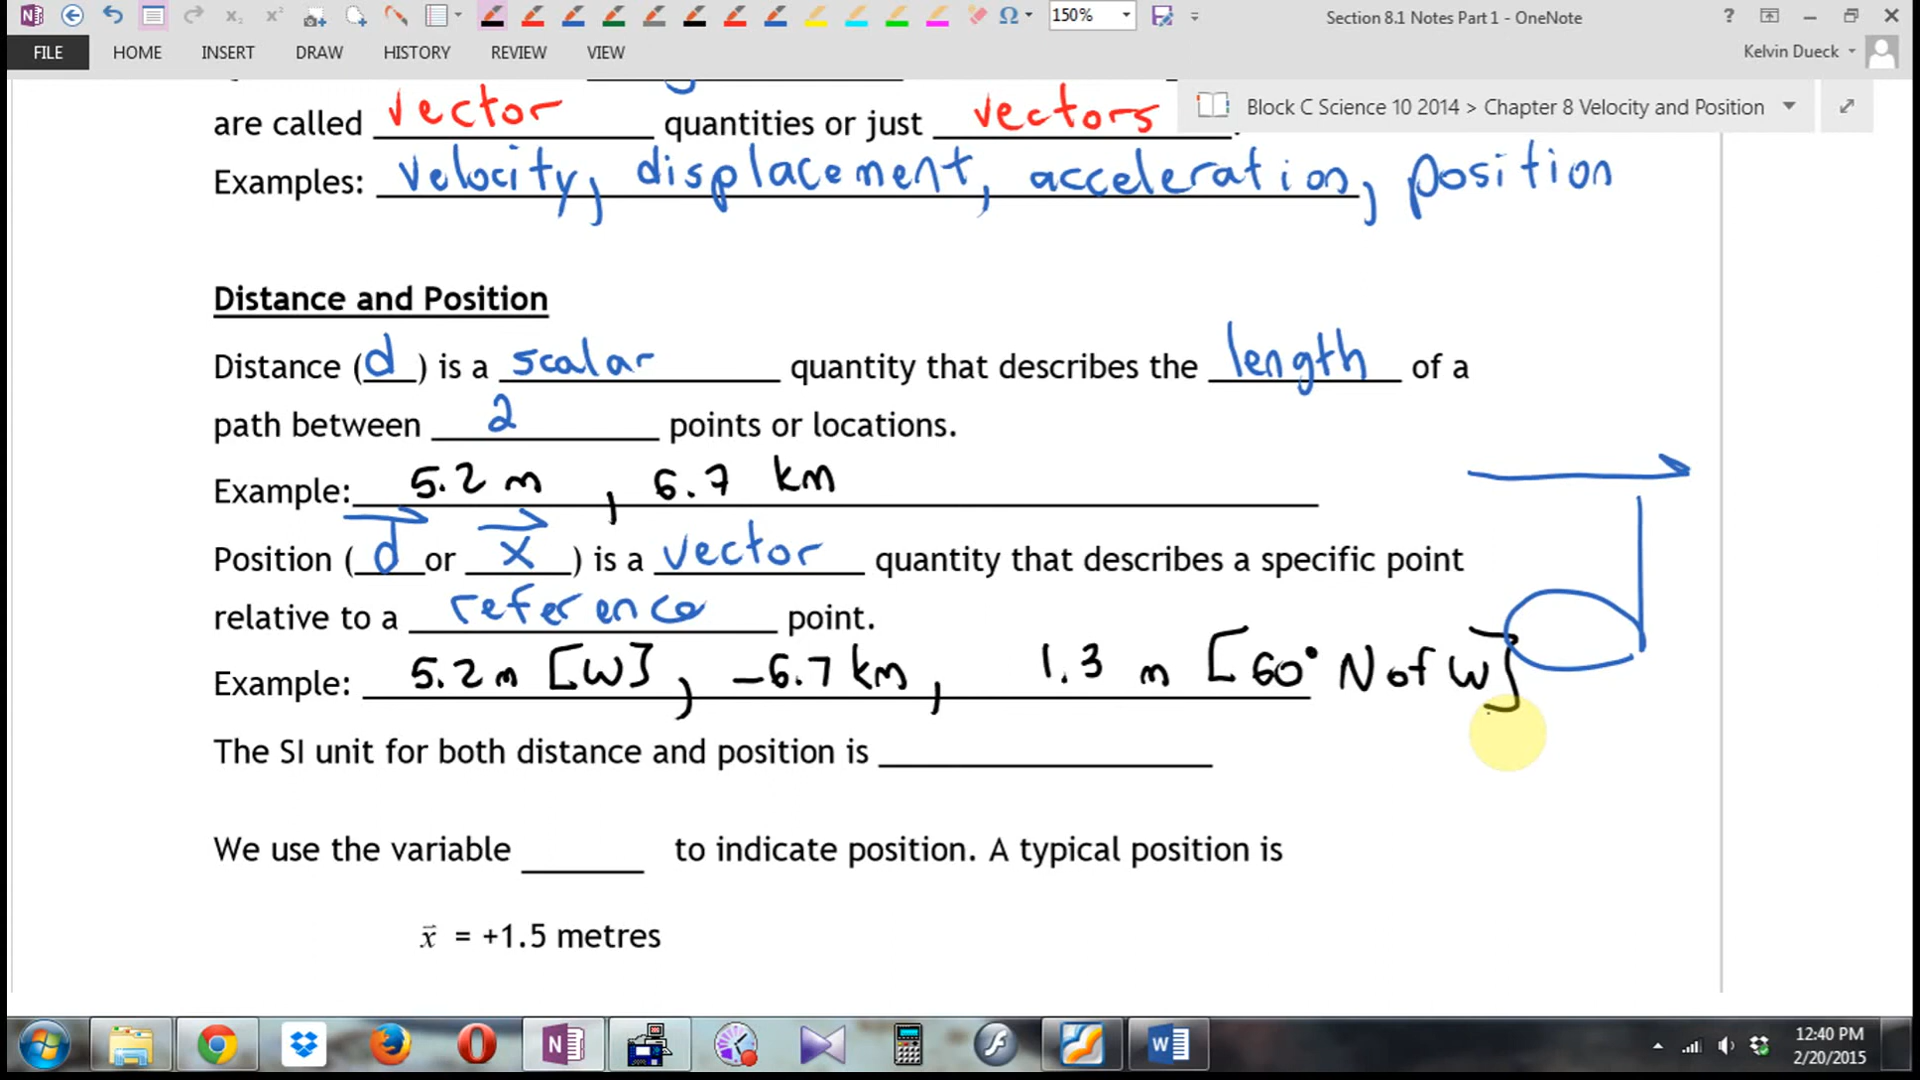 Section 8.1 Notes Part 1 - OneNote
150%
FILE HOME INSERT DRAW HISTORY REVIEW VIEW
Kelvin Dueck
Block C Science 10 2014 > Chapter 8 Velocity and Position
are called vector quantities or just vectors.
Examples: velocity, displacement, acceleration, position
Distance and Position
Distance (d) is a scalar quantity that describes the length of a
path between 2 points or locations.
Example: 5.2 m, 6.7 km
Position (d⃗ or x⃗) is a vector quantity that describes a specific point
relative to a reference point.
Example: 5.2 m [W], -6.7 km, 1.3 m [60° N of W]
The SI unit for both distance and position is ____
We use the variable ____ to indicate position. A typical position is
x⃗ = +1.5 metres
12:40 PM
2/20/2015